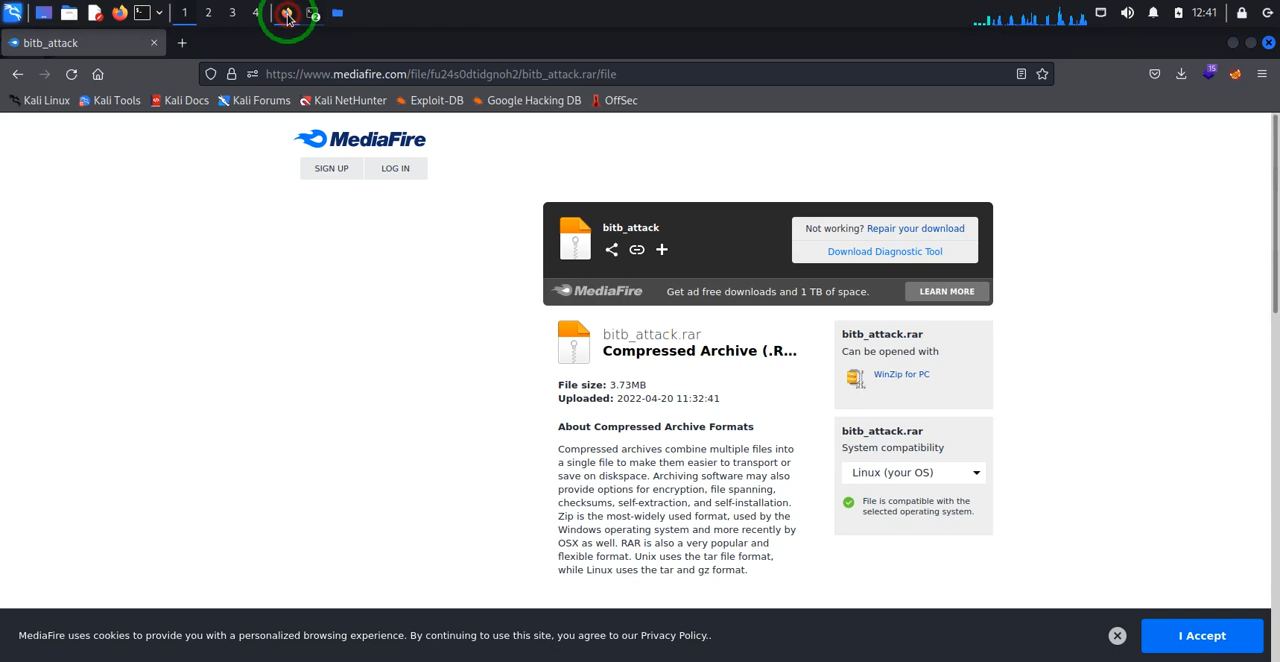 1 2 3 4 2 12:41
bitb_attack
https://www.mediafire.com/file/fu24s0dtidgnoh2/bitb_attack.rar/file
15
Kali Linux Kali Tools Kali Docs Kali Forums Kali NetHunter Exploit-DB Google Hacking DB OffSec
MediaFire
SIGN UP LOG IN
bitb_attack
Not working? Repair your download
Download Diagnostic Tool
MediaFire Get ad free downloads and 1 TB of space. LEARN MORE
bitb_attack.rar
Compressed Archive (.R...
File size: 3.73MB
Uploaded: 2022-04-20 11:32:41
About Compressed Archive Formats
Compressed archives combine multiple files into
a single file to make them easier to transport or
save on diskspace. Archiving software may also
provide options for encryption, file spanning,
checksums, self-extraction, and self-installation.
Zip is the most-widely used format, used by the
Windows operating system and more recently by
OSX as well. RAR is also a very popular and
flexible format. Unix uses the tar file format,
while Linux uses the tar and gz format.
bitb_attack.rar
Can be opened with
WinZip for PC
bitb_attack.rar
System compatibility
Linux (your OS)
File is compatible with the
selected operating system.
MediaFire uses cookies to provide you with a personalized browsing experience. By continuing to use this site, you agree to our Privacy Policy..
I Accept